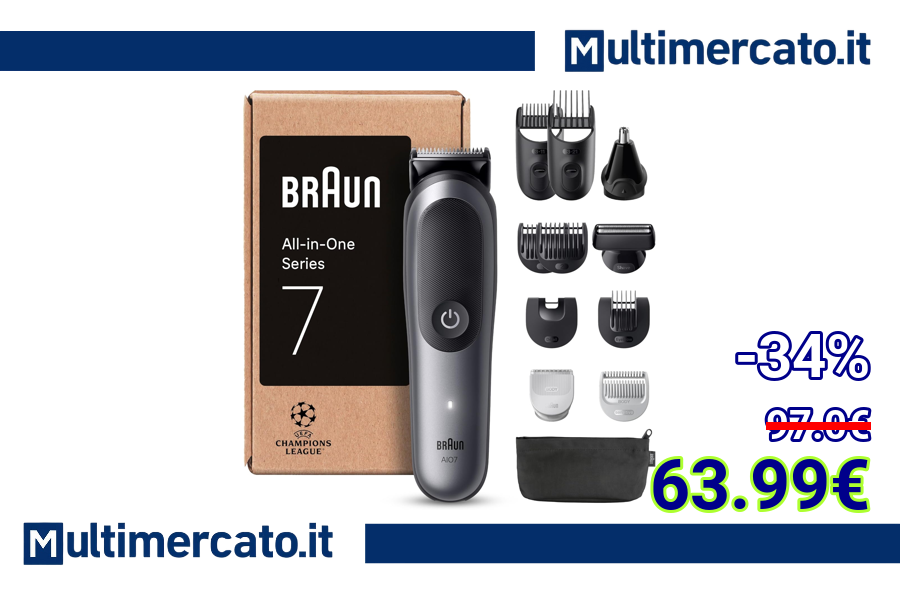 Multimercato.it
BRAUN
All-in-One
Series
7
UEFA
CHAMPIONS
LEAGUE
BRAUN
AIO7
-34%
97.0€
63.99€
Multimercato.it